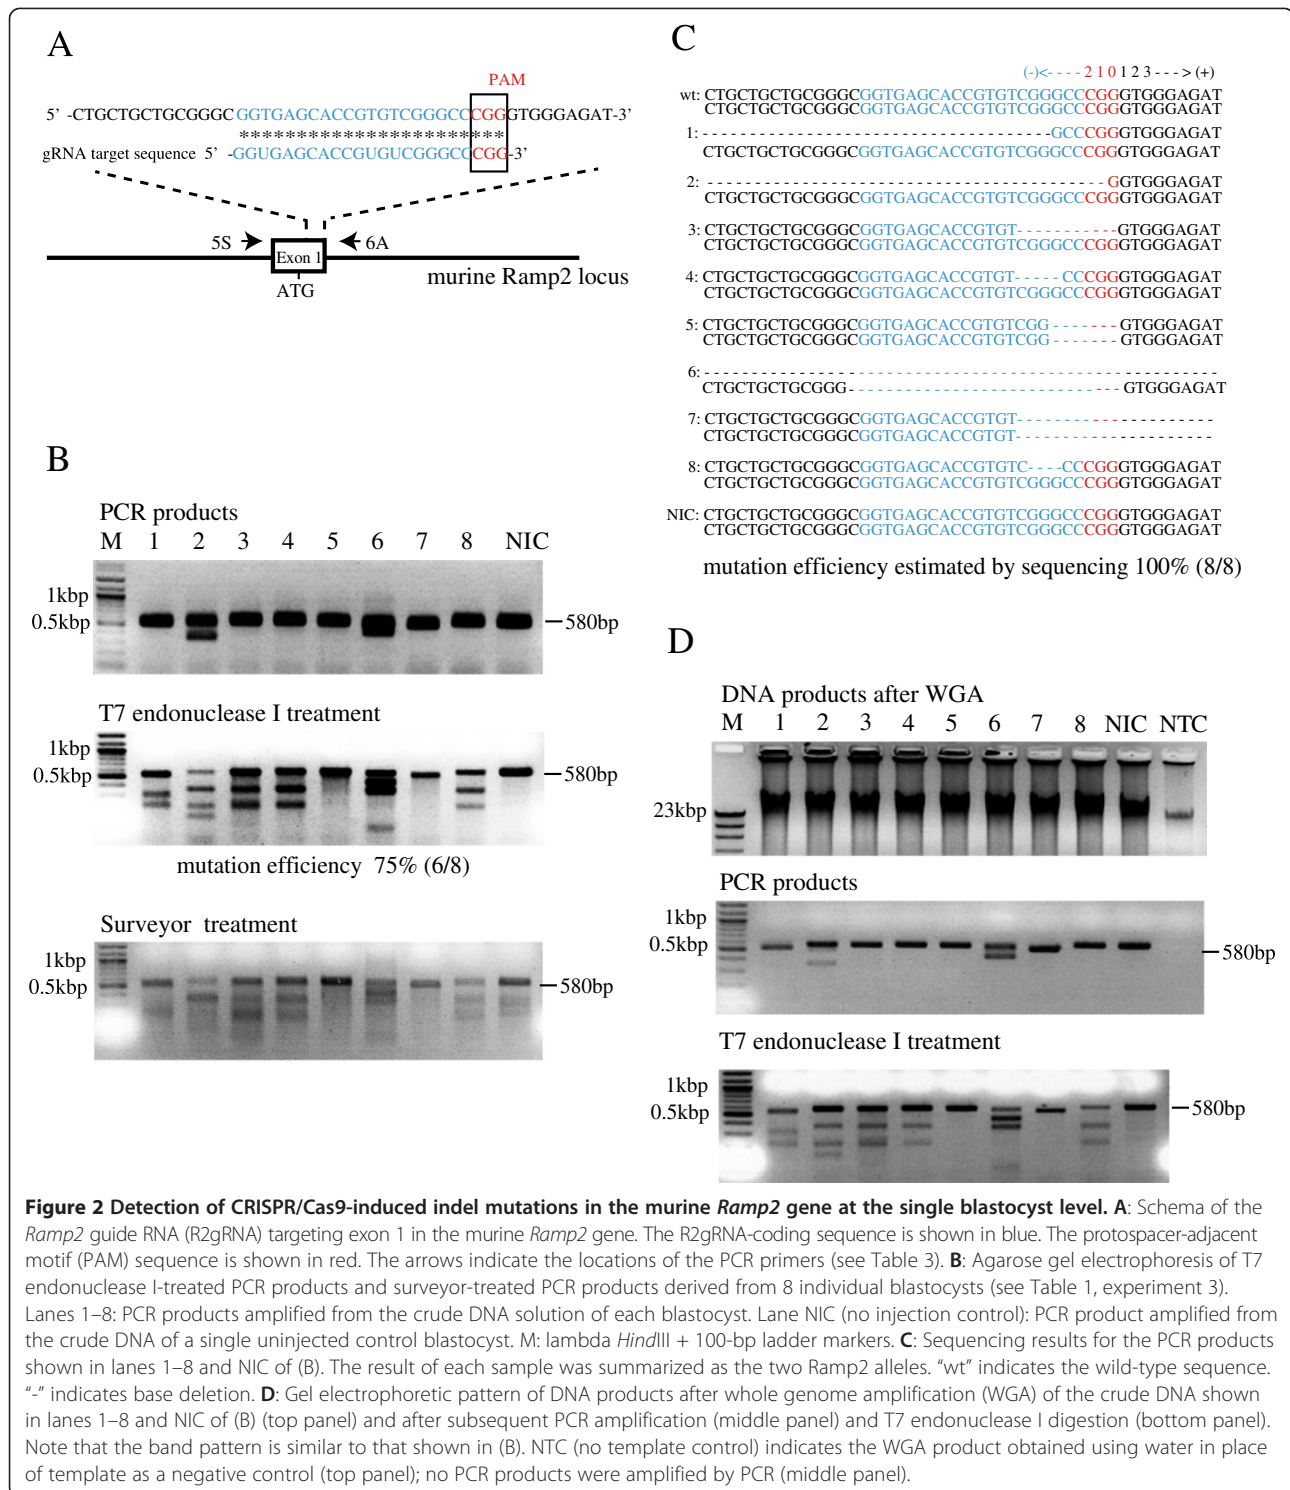 A
PAM
5' -CTGCTGCTGCGGGCGGTGAGCACCGTGTCGGGCCCGGGTGGGAGAT-3'
************************
gRNA target sequence 5' -GGUGAGCACCGUGUCGGGCCCGG-3'
5S
6A
Exon 1
ATG
murine Ramp2 locus
B
PCR products
M 1 2 3 4 5 6 7 8 NIC
1kbp
0.5kbp
580bp
T7 endonuclease I treatment
1kbp
0.5kbp
580bp
mutation efficiency 75% (6/8)
Surveyor treatment
1kbp
0.5kbp
580bp
C
(-)<- - - - 2 1 0 1 2 3 - - - > (+)
wt: CTGCTGCTGCGGGCGGTGAGCACCGTGTCGGGCCCGGGTGGGAGAT
CTGCTGCTGCGGGCGGTGAGCACCGTGTCGGGCCCGGGTGGGAGAT
1: - - - - - - - - - - - - - - - - - - - - - - - - - - - - - - -GCCCGGGTGGGAGAT
CTGCTGCTGCGGGCGGTGAGCACCGTGTCGGGCCCGGGTGGGAGAT
2: - - - - - - - - - - - - - - - - - - - - - - - - - - - - - - - - - - - - GGTGGGAGAT
CTGCTGCTGCGGGCGGTGAGCACCGTGTCGGGCCCGGGTGGGAGAT
3: CTGCTGCTGCGGGCGGTGAGCACCGTGT- - - - - - - - - -GTGGGAGAT
CTGCTGCTGCGGGCGGTGAGCACCGTGTCGGGCCCGGGTGGGAGAT
4: CTGCTGCTGCGGGCGGTGAGCACCGTGT- - - - -CCCGGGTGGGAGAT
CTGCTGCTGCGGGCGGTGAGCACCGTGTCGGGCCCGGGTGGGAGAT
5: CTGCTGCTGCGGGCGGTGAGCACCGTGTCGG- - - - - - -GTGGGAGAT
CTGCTGCTGCGGGCGGTGAGCACCGTGTCGG- - - - - - -GTGGGAGAT
6: - - - - - - - - - - - - - - - - - - - - - - - - - - - - - - - - - - - - - - - - - - - - - -
CTGCTGCTGCGGG- - - - - - - - - - - - - - - - - - - - - - - - GTGGGAGAT
7: CTGCTGCTGCGGGCGGTGAGCACCGTGT- - - - - - - - - - - - - - - - - -
CTGCTGCTGCGGGCGGTGAGCACCGTGT- - - - - - - - - - - - - - - - - -
8: CTGCTGCTGCGGGCGGTGAGCACCGTGTC- - - -CCCGGGTGGGAGAT
CTGCTGCTGCGGGCGGTGAGCACCGTGTCGGGCCCGGGTGGGAGAT
NIC: CTGCTGCTGCGGGCGGTGAGCACCGTGTCGGGCCCGGGTGGGAGAT
CTGCTGCTGCGGGCGGTGAGCACCGTGTCGGGCCCGGGTGGGAGAT
mutation efficiency estimated by sequencing 100% (8/8)
D
DNA products after WGA
M 1 2 3 4 5 6 7 8 NIC NTC
23kbp
PCR products
1kbp
0.5kbp
580bp
T7 endonuclease I treatment
1kbp
0.5kbp
580bp
Figure 2 Detection of CRISPR/Cas9-induced indel mutations in the murine Ramp2 gene at the single blastocyst level. A: Schema of the
Ramp2 guide RNA (R2gRNA) targeting exon 1 in the murine Ramp2 gene. The R2gRNA-coding sequence is shown in blue. The protospacer-adjacent
motif (PAM) sequence is shown in red. The arrows indicate the locations of the PCR primers (see Table 3). B: Agarose gel electrophoresis of T7
endonuclease I-treated PCR products and surveyor-treated PCR products derived from 8 individual blastocysts (see Table 1, experiment 3).
Lanes 1–8: PCR products amplified from the crude DNA solution of each blastocyst. Lane NIC (no injection control): PCR product amplified from
the crude DNA of a single uninjected control blastocyst. M: lambda HindIII + 100-bp ladder markers. C: Sequencing results for the PCR products
shown in lanes 1–8 and NIC of (B). The result of each sample was summarized as the two Ramp2 alleles. “wt” indicates the wild-type sequence.
“-” indicates base deletion. D: Gel electrophoretic pattern of DNA products after whole genome amplification (WGA) of the crude DNA shown
in lanes 1–8 and NIC of (B) (top panel) and after subsequent PCR amplification (middle panel) and T7 endonuclease I digestion (bottom panel).
Note that the band pattern is similar to that shown in (B). NTC (no template control) indicates the WGA product obtained using water in place
of template as a negative control (top panel); no PCR products were amplified by PCR (middle panel).